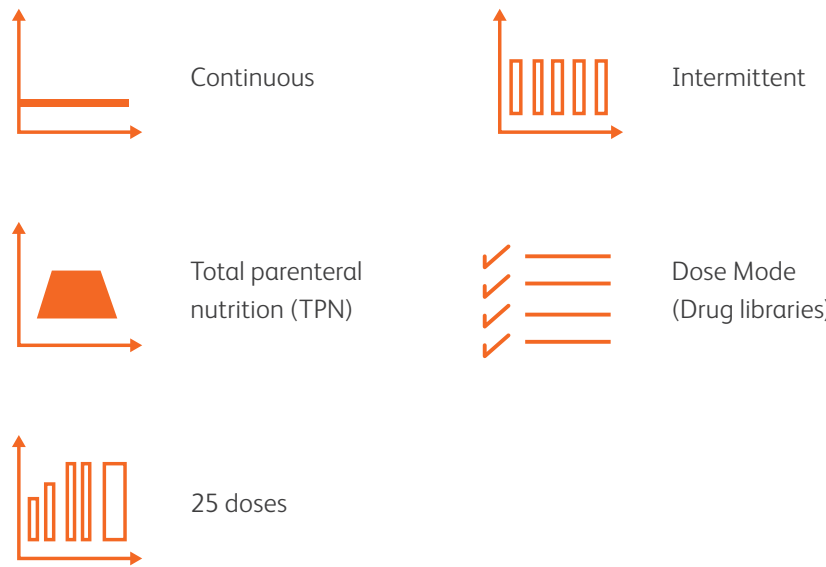 Continuous
Intermittent
Total parenteral
nutrition (TPN)
Dose Mode
(Drug libraries)
25 doses